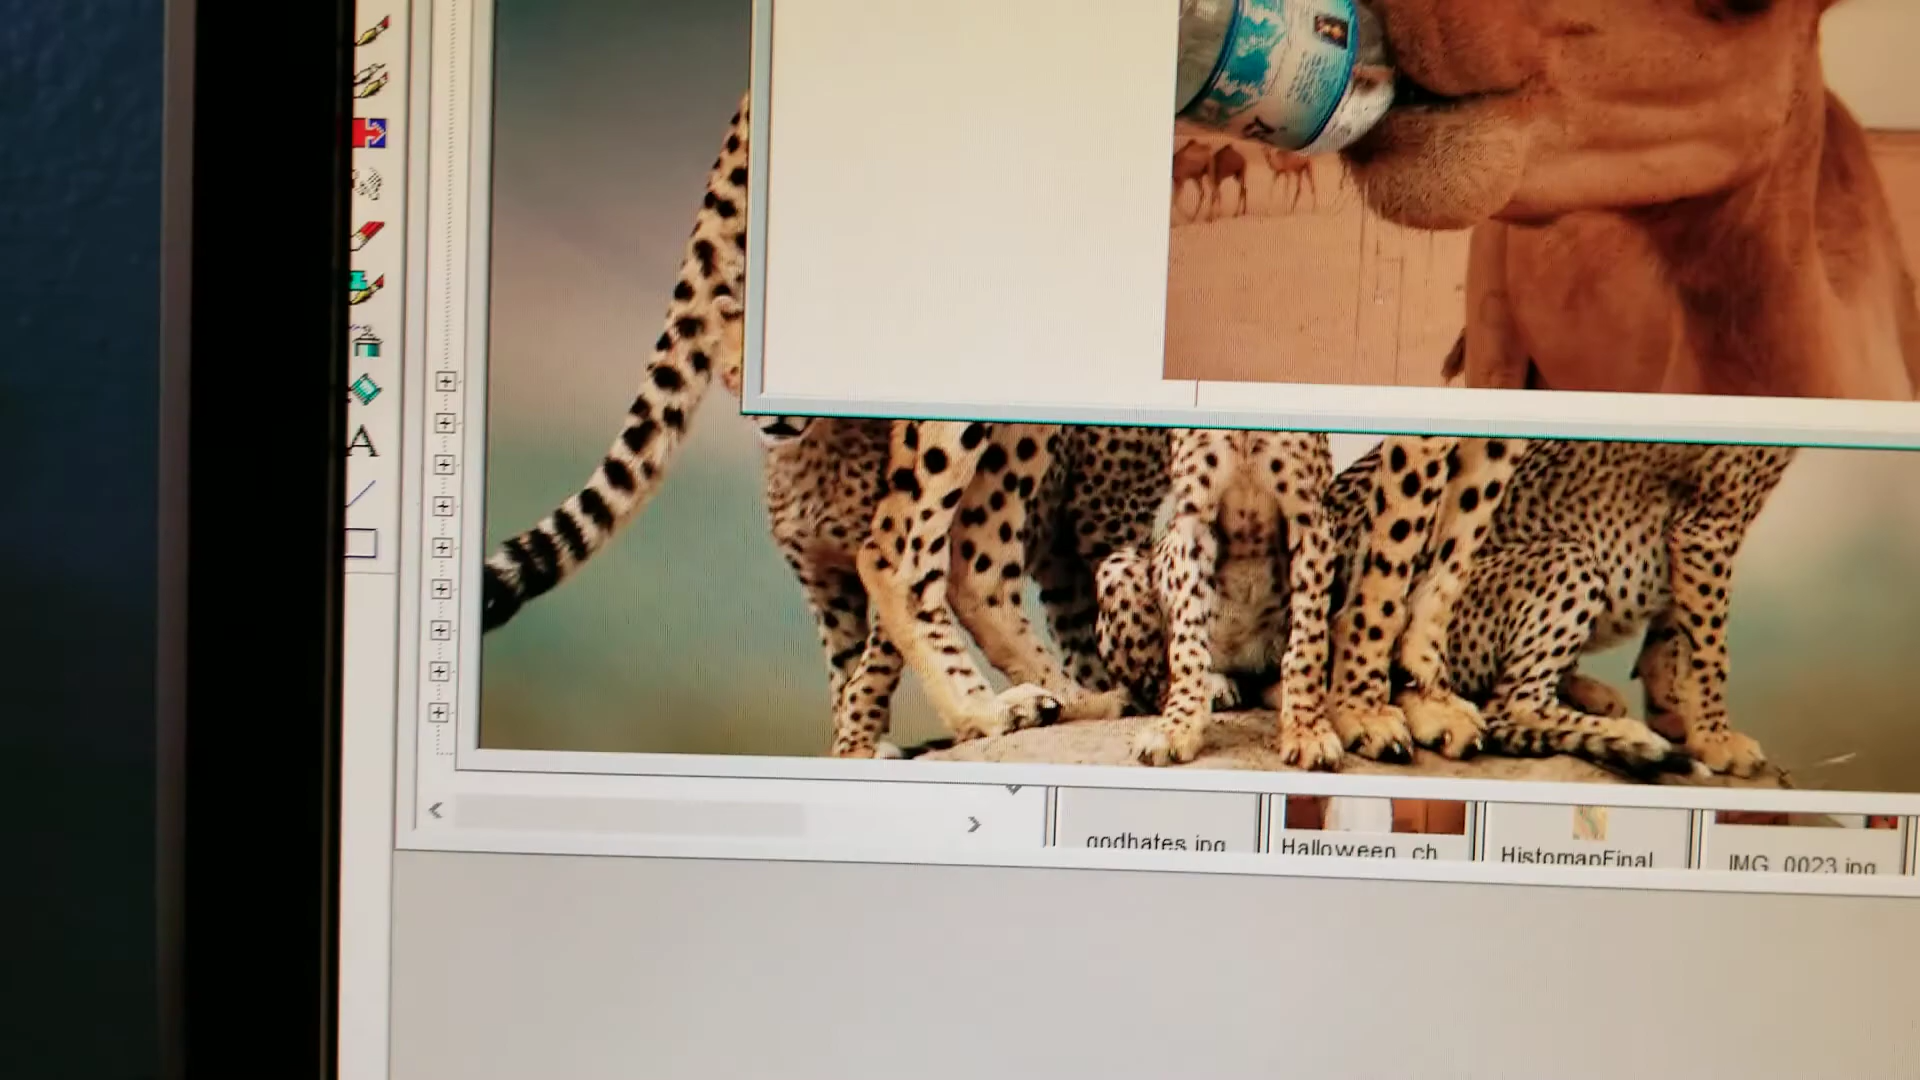 A
godhates.jpg
Halloween_ch
HistomapFinal
IMG_0023.jpg